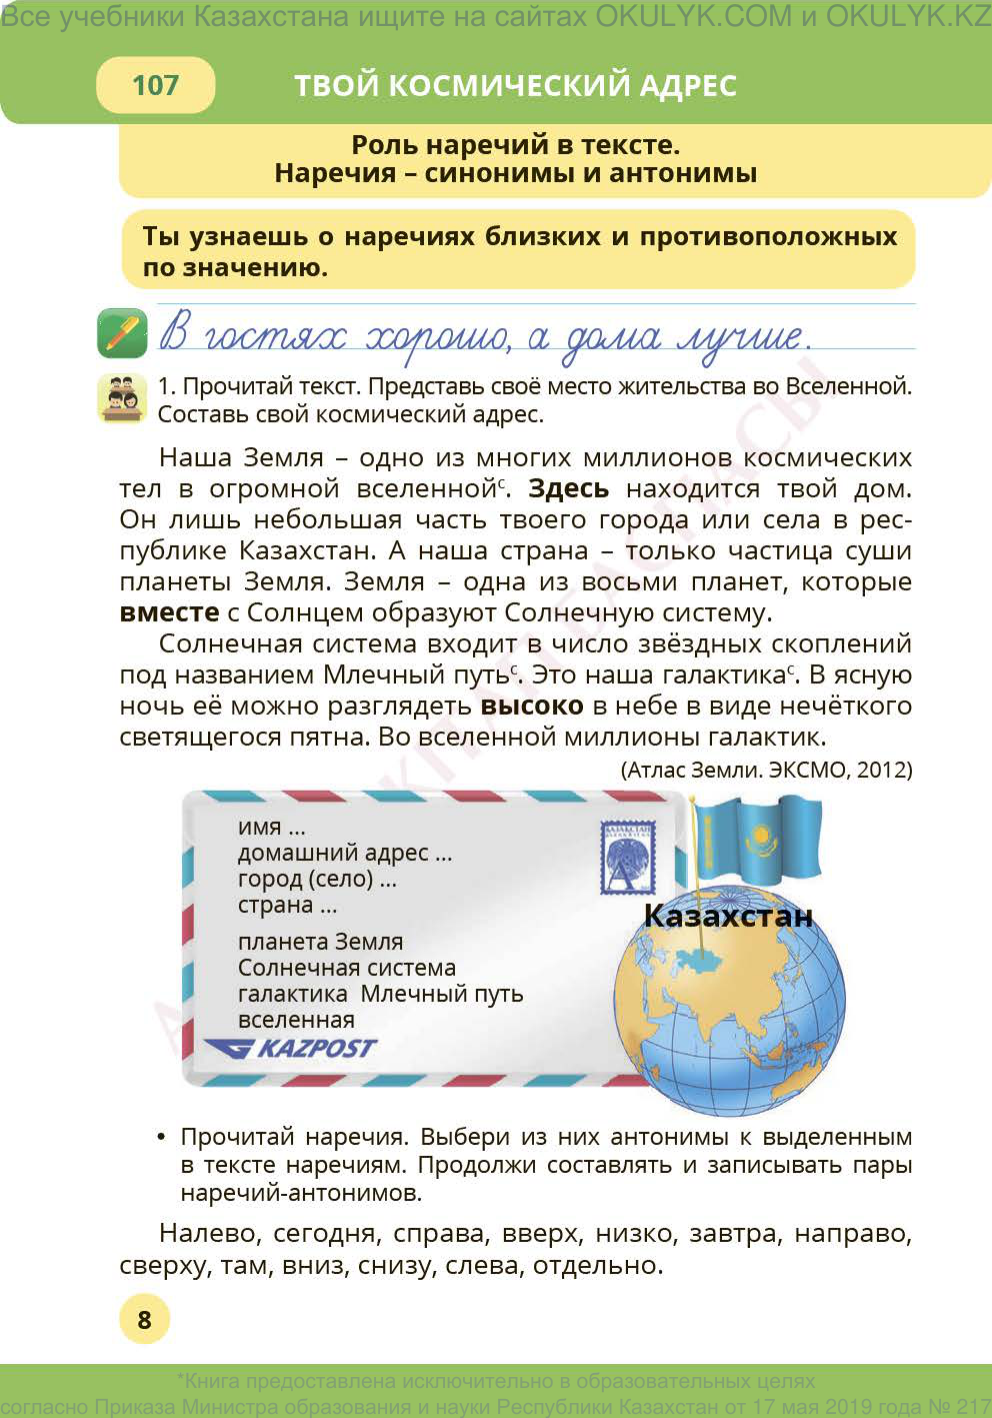 Все учебники Казахстана ищите на сайтах OKULYK.COM и OKULYK.KZ
107
ТВОЙ КОСМИЧЕСКИЙ АДРЕС
Роль наречий в тексте.
Наречия – синонимы и антонимы
Ты узнаешь о наречиях близких и противоположных
по значению.
В гостях хорошо, а дома лучше.
1. Прочитай текст. Представь своё место жительства во Вселенной.
Составь свой космический адрес.
Наша Земля – одно из многих миллионов космических
тел в огромной вселеннойс. Здесь находится твой дом.
Он лишь небольшая часть твоего города или села в рес-
публике Казахстан. А наша страна – только частица суши
планеты Земля. Земля – одна из восьми планет, которые
вместе с Солнцем образуют Солнечную систему.
Солнечная система входит в число звёздных скоплений
под названием Млечный путьс. Это наша галактикас. В ясную
ночь её можно разглядеть высоко в небе в виде нечёткого
светящегося пятна. Во вселенной миллионы галактик.
(Атлас Земли. ЭКСМО, 2012)
имя ...
домашний адрес ...
город (село) ...
страна ...
планета Земля
Солнечная система
галактика Млечный путь
вселенная
KAZPOST
ҚАЗАҚСТАН
A
Казахстан
• Прочитай наречия. Выбери из них антонимы к выделенным
в тексте наречиям. Продолжи составлять и записывать пары
наречий-антонимов.
Налево, сегодня, справа, вверх, низко, завтра, направо,
сверху, там, вниз, снизу, слева, отдельно.
8
*Книга предоставлена исключительно в образовательных целях
согласно Приказа Министра образования и науки Республики Казахстан от 17 мая 2019 года № 217